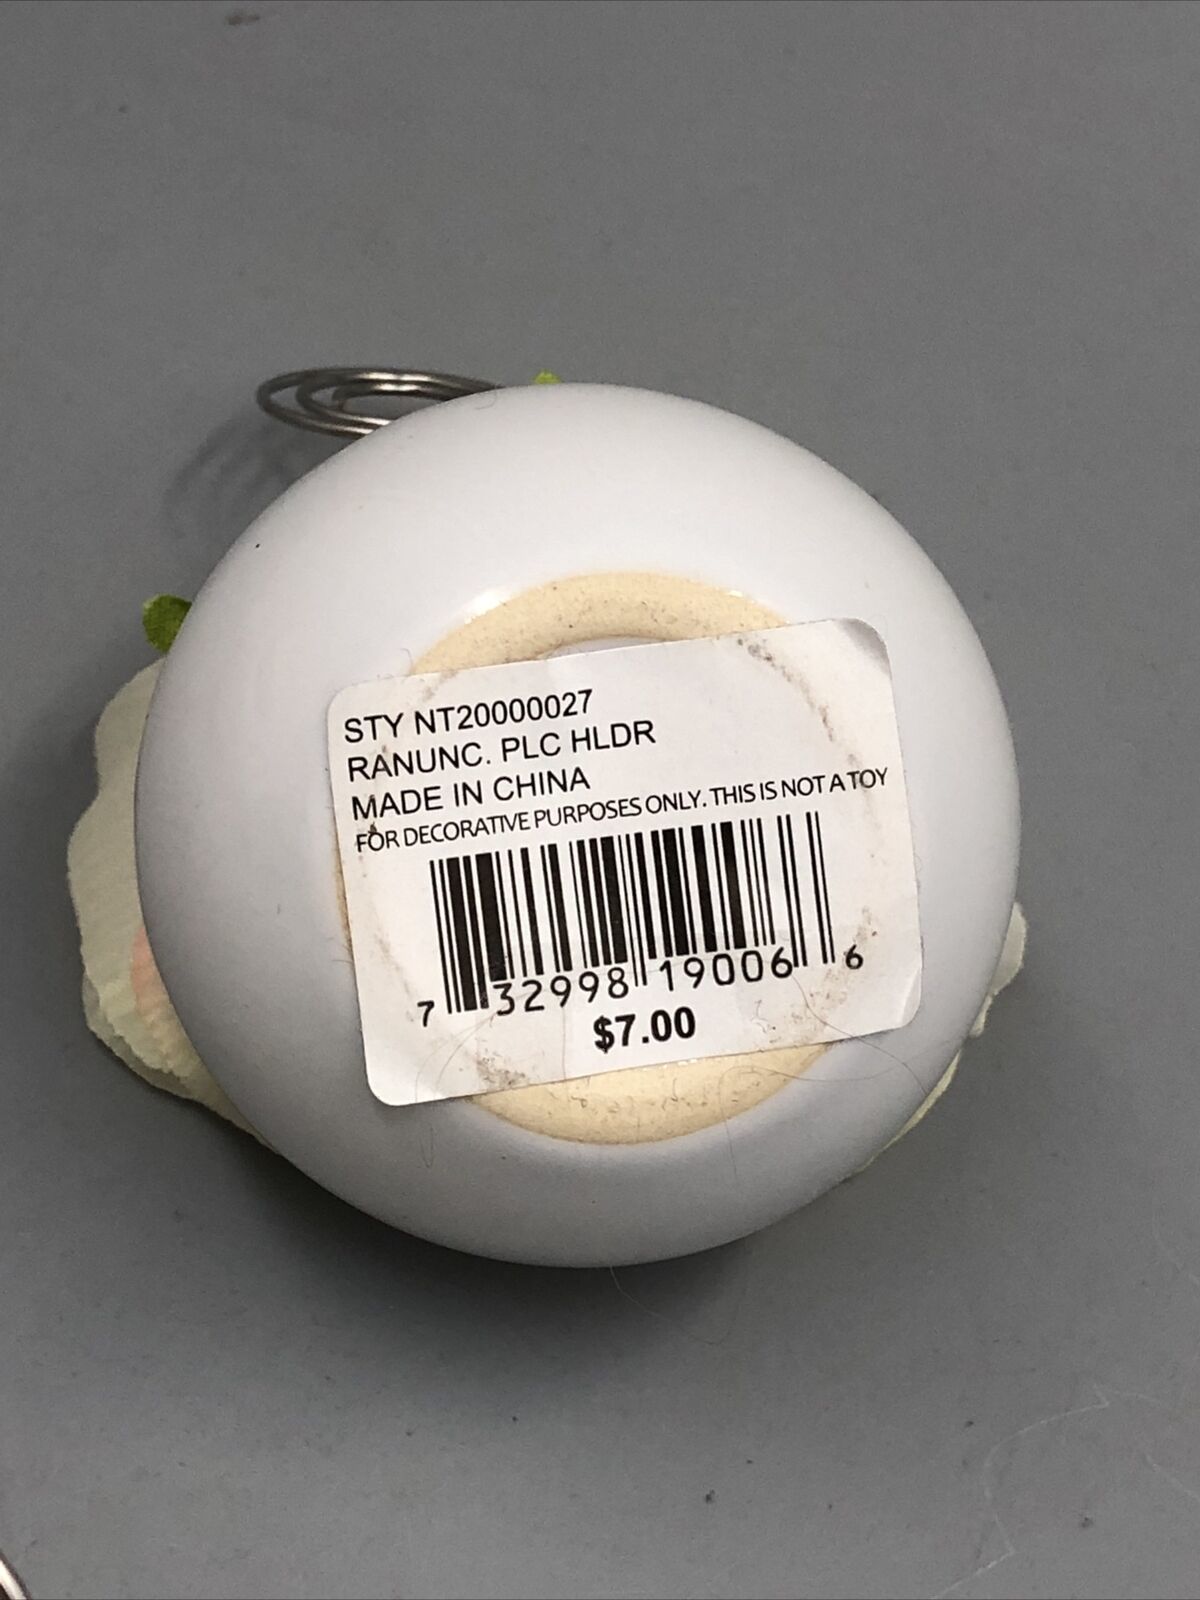 STY NT20000027
RANUNC. PLC HLDR
MADE IN CHINA
FOR DECORATIVE PURPOSES ONLY. THIS IS NOT A TOY
7 32998 19006 6
$7.00